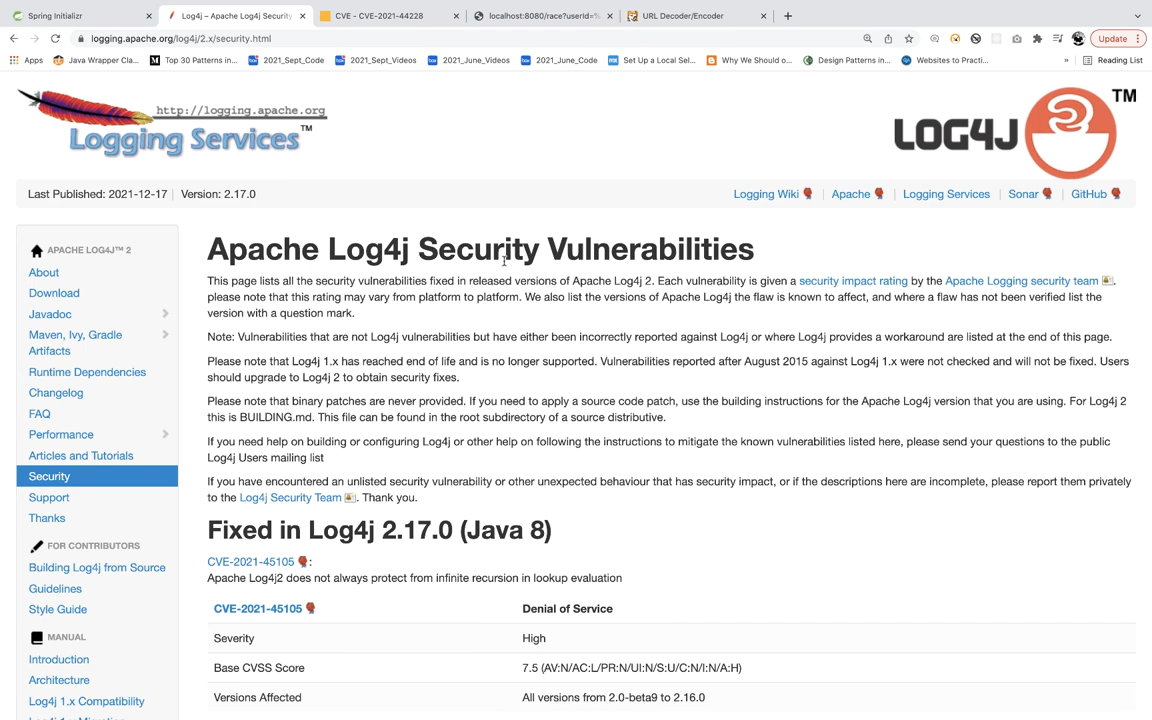 Spring Initializr
Log4j – Apache Log4j Security
CVE - CVE-2021-44228
localhost:8080/race?userId=%
URL Decoder/Encoder
logging.apache.org/log4j/2.x/security.html
Update
Apps
Java Wrapper Cla...
Top 30 Patterns in...
2021_Sept_Code
2021_Sept_Videos
2021_June_Videos
2021_June_Code
Set Up a Local Sel...
Why We Should o...
Design Patterns in...
Websites to Practi...
»
Reading List
http://logging.apache.org
Logging Services™
LOG4J
TM
Last Published: 2021-12-17 | Version: 2.17.0
Logging Wiki | Apache | Logging Services | Sonar | GitHub
APACHE LOG4J™ 2
About
Download
Javadoc
Maven, Ivy, Gradle
Artifacts
Runtime Dependencies
Changelog
FAQ
Performance
Articles and Tutorials
Security
Support
Thanks
FOR CONTRIBUTORS
Building Log4j from Source
Guidelines
Style Guide
MANUAL
Introduction
Architecture
Log4j 1.x Compatibility
Log4j 1.x Migration
Apache Log4j Security Vulnerabilities
This page lists all the security vulnerabilities fixed in released versions of Apache Log4j 2. Each vulnerability is given a security impact rating by the Apache Logging security team .
please note that this rating may vary from platform to platform. We also list the versions of Apache Log4j the flaw is known to affect, and where a flaw has not been verified list the
version with a question mark.
Note: Vulnerabilities that are not Log4j vulnerabilities but have either been incorrectly reported against Log4j or where Log4j provides a workaround are listed at the end of this page.
Please note that Log4j 1.x has reached end of life and is no longer supported. Vulnerabilities reported after August 2015 against Log4j 1.x were not checked and will not be fixed. Users
should upgrade to Log4j 2 to obtain security fixes.
Please note that binary patches are never provided. If you need to apply a source code patch, use the building instructions for the Apache Log4j version that you are using. For Log4j 2
this is BUILDING.md. This file can be found in the root subdirectory of a source distributive.
If you need help on building or configuring Log4j or other help on following the instructions to mitigate the known vulnerabilities listed here, please send your questions to the public
Log4j Users mailing list
If you have encountered an unlisted security vulnerability or other unexpected behaviour that has security impact, or if the descriptions here are incomplete, please report them privately
to the Log4j Security Team . Thank you.
Fixed in Log4j 2.17.0 (Java 8)
CVE-2021-45105 :
Apache Log4j2 does not always protect from infinite recursion in lookup evaluation
CVE-2021-45105 Denial of Service
Severity High
Base CVSS Score 7.5 (AV:N/AC:L/PR:N/UI:N/S:U/C:N/I:N/A:H)
Versions Affected All versions from 2.0-beta9 to 2.16.0